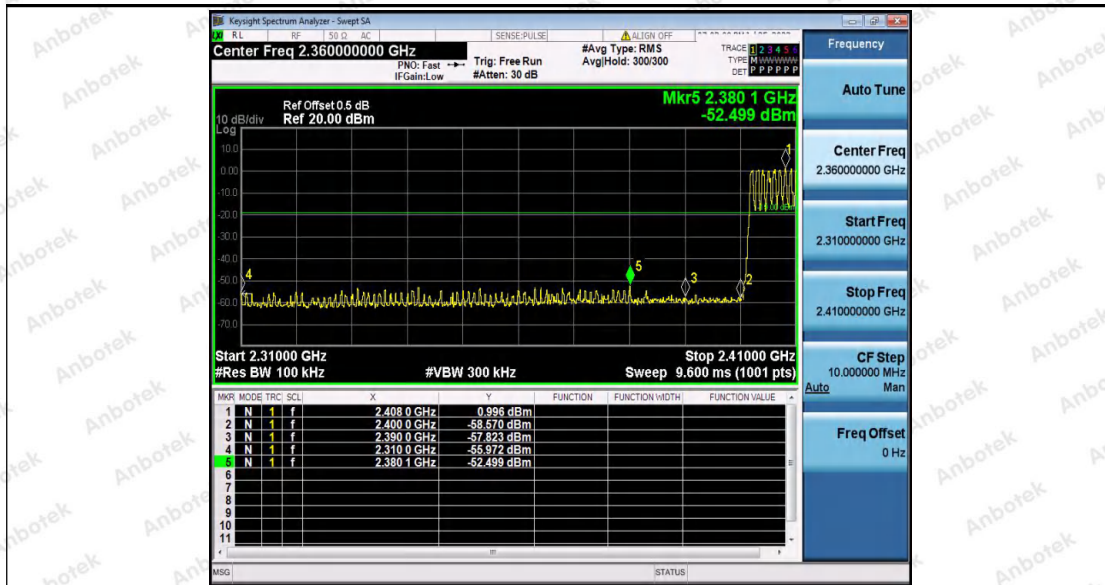 Keysight Spectrum Analyzer - Swept SA
RL RF 50 Ω AC SENSE:PULSE ALIGN OFF
Center Freq 2.360000000 GHz
PNO: Fast
IFGain:Low
Trig: Free Run
#Atten: 30 dB
#Avg Type: RMS
Avg|Hold: 300/300
TRACE 1 2 3 4 5 6
TYPE M WWWWW
DET P P P P P P
Ref Offset 0.5 dB
Ref 20.00 dBm
10 dB/div
Log
Mkr5 2.380 1 GHz
-52.499 dBm
10.0
0.00
-10.0
-20.0
-30.0
-40.0
-50.0
-60.0
-70.0
1
2
3
4
5
Start 2.31000 GHz
Stop 2.41000 GHz
#Res BW 100 kHz
#VBW 300 kHz
Sweep 9.600 ms (1001 pts)
MKR MODE TRC SCL X Y FUNCTION FUNCTION WIDTH FUNCTION VALUE
1 N 1 f 2.408 0 GHz 0.996 dBm
2 N 1 f 2.400 0 GHz -58.570 dBm
3 N 1 f 2.390 0 GHz -57.823 dBm
4 N 1 f 2.310 0 GHz -55.972 dBm
5 N 1 f 2.380 1 GHz -52.499 dBm
6
7
8
9
10
11
MSG
STATUS
Frequency
Auto Tune
Center Freq
2.360000000 GHz
Start Freq
2.310000000 GHz
Stop Freq
2.410000000 GHz
CF Step
10.000000 MHz
Auto Man
Freq Offset
0 Hz
Anbotek